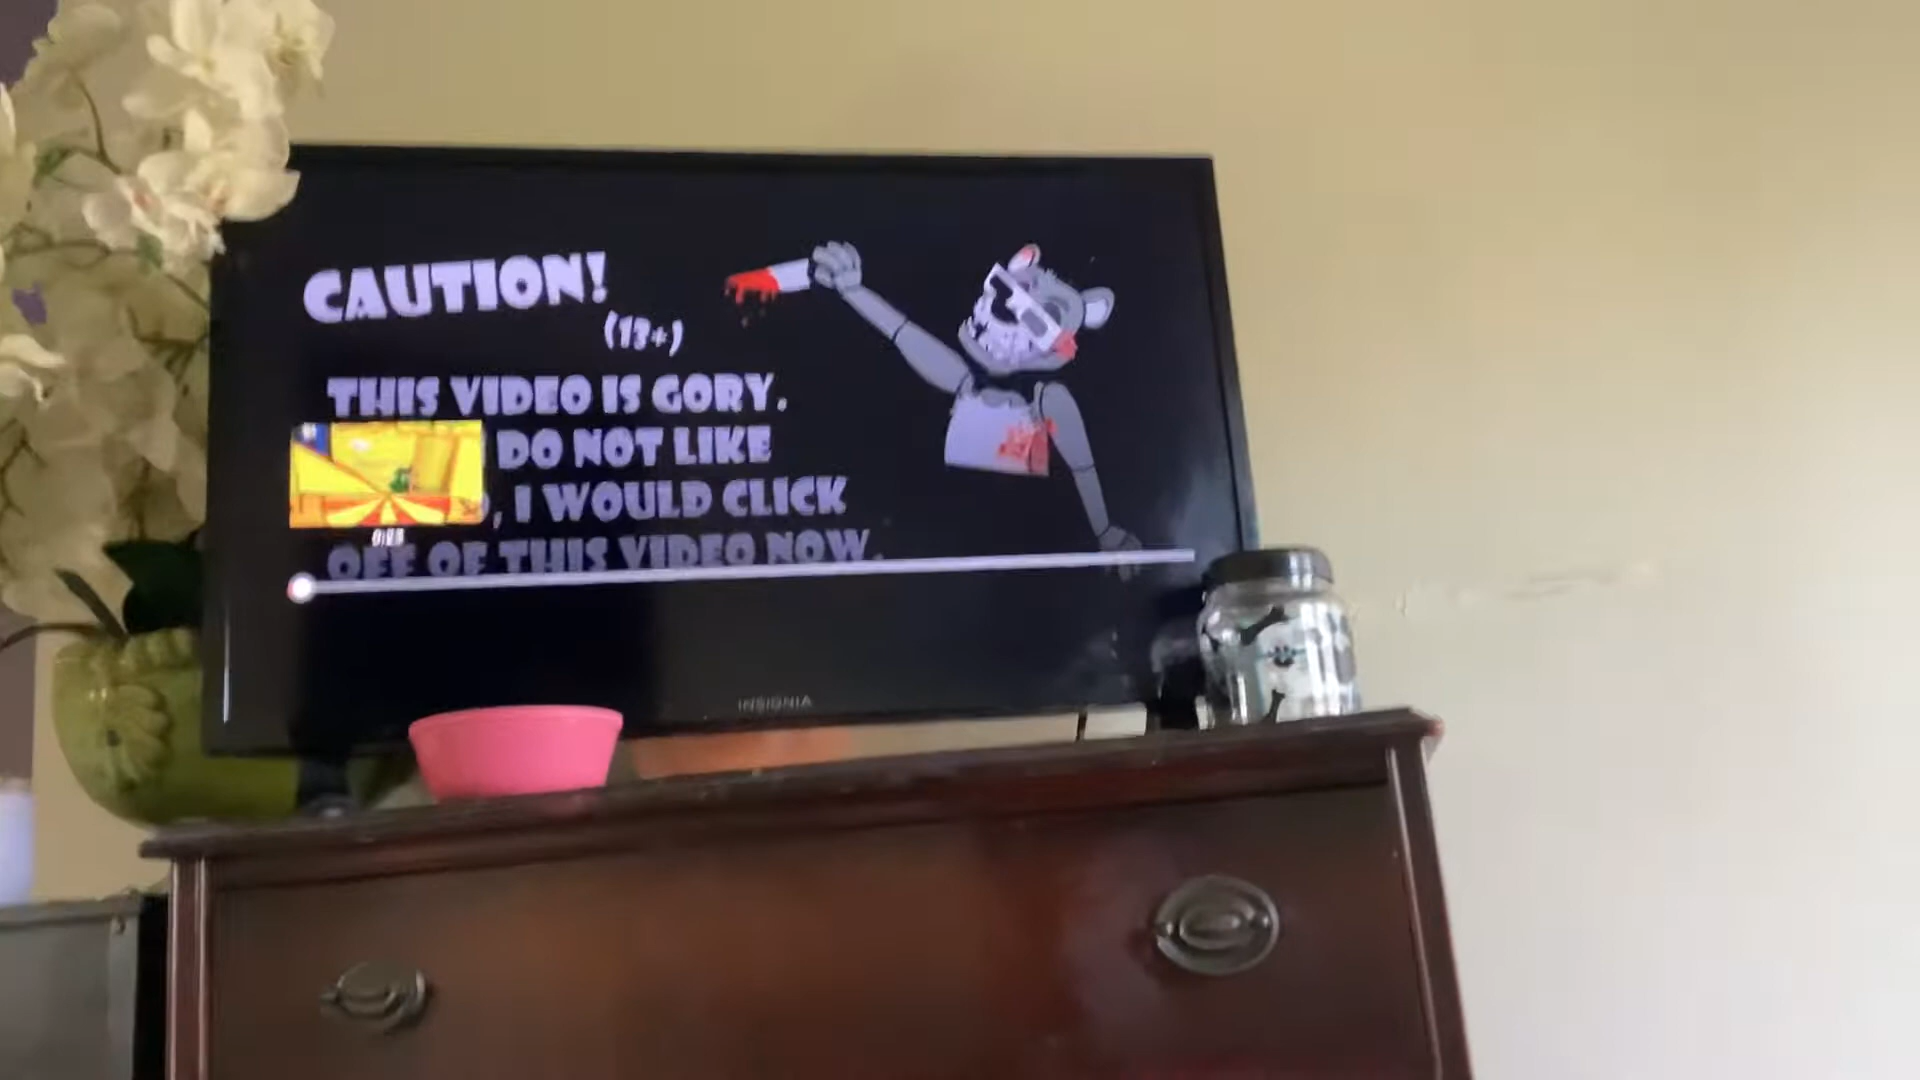 CAUTION!
(13+)
THIS VIDEO IS GORY.
DO NOT LIKE
, I WOULD CLICK
OFF OF THIS VIDEO NOW.
INSIGNIA